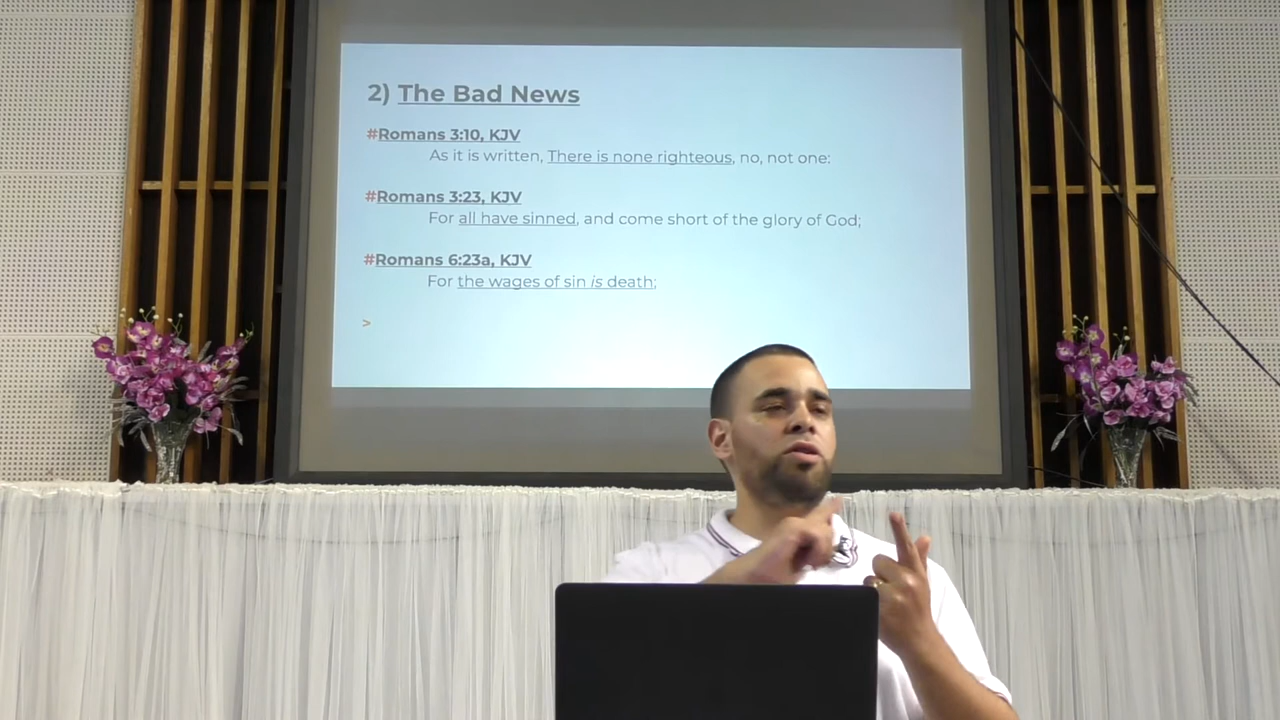 2) The Bad News
#Romans 3:10, KJV
As it is written, There is none righteous, no, not one:
#Romans 3:23, KJV
For all have sinned, and come short of the glory of God;
#Romans 6:23a, KJV
For the wages of sin is death;
>